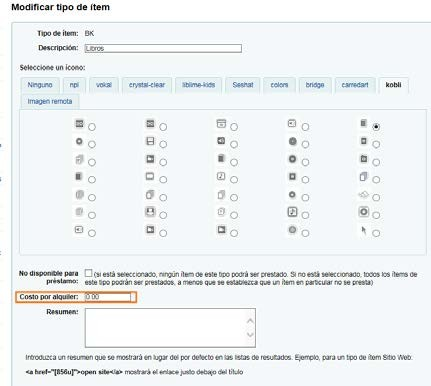 Modificar tipo de ítem
Tipo de ítem: BK
Descripción: Libros
Seleccione un ícono:
Ninguno npl vokal crystal-clear liblime-kids Seshat colors bridge carredart kobli
Imagen remota
No disponible para préstamo: (si está seleccionado, ningún ítem de este tipo podrá ser prestado. Si no está seleccionado, todos los ítems de
este tipo podrán ser prestados, a menos que se establezca que un ítem en particular no se presta)
Costo por alquiler: 0.00
Resumen:
Introduzca un resumen que se mostrará en lugar del por defecto en las listas de resultados. Ejemplo, para un tipo de ítem Sitio Web:
<a href="[856u]">open site</a> mostrará el enlace justo debajo del título